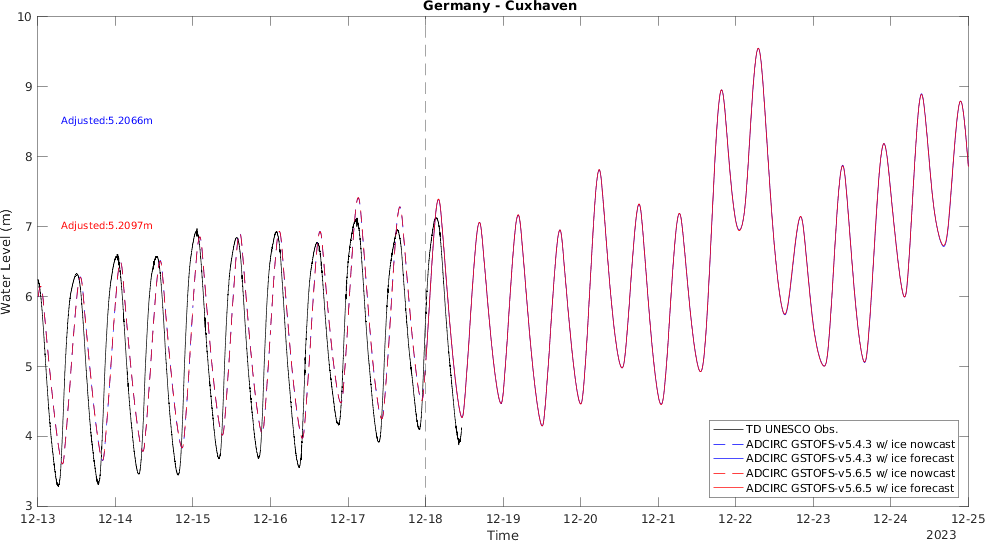 Germany - Cuxhaven
10
9
8
7
6
5
4
3
Water Level (m)
Adjusted:5.2066m
Adjusted:5.2097m
TD UNESCO Obs.
ADCIRC GSTOFS-v5.4.3 w/ ice nowcast
ADCIRC GSTOFS-v5.4.3 w/ ice forecast
ADCIRC GSTOFS-v5.6.5 w/ ice nowcast
ADCIRC GSTOFS-v5.6.5 w/ ice forecast
12-13 12-14 12-15 12-16 12-17 12-18 12-19 12-20 12-21 12-22 12-23 12-24 12-25
Time
2023